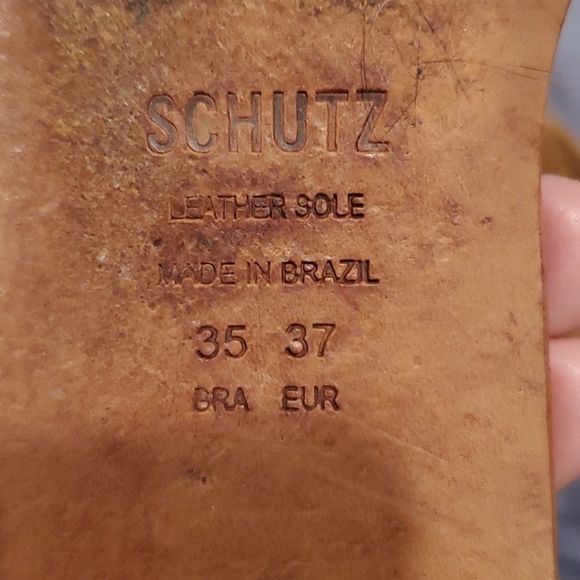 SCHUTZ
LEATHER SOLE
MADE IN BRAZIL
35 37
BRA EUR